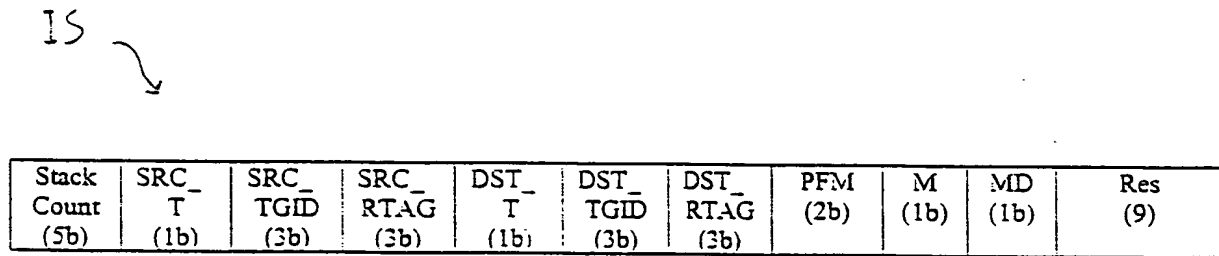 IS
Stack SRC_ SRC_ SRC_ DST_ DST_ DST_ PFM M MD Res
Count T TGID RTAG T TGID RTAG (2b) (1b) (1b) (9)
(5b) (1b) (3b) (3b) (1b) (3b) (3b)